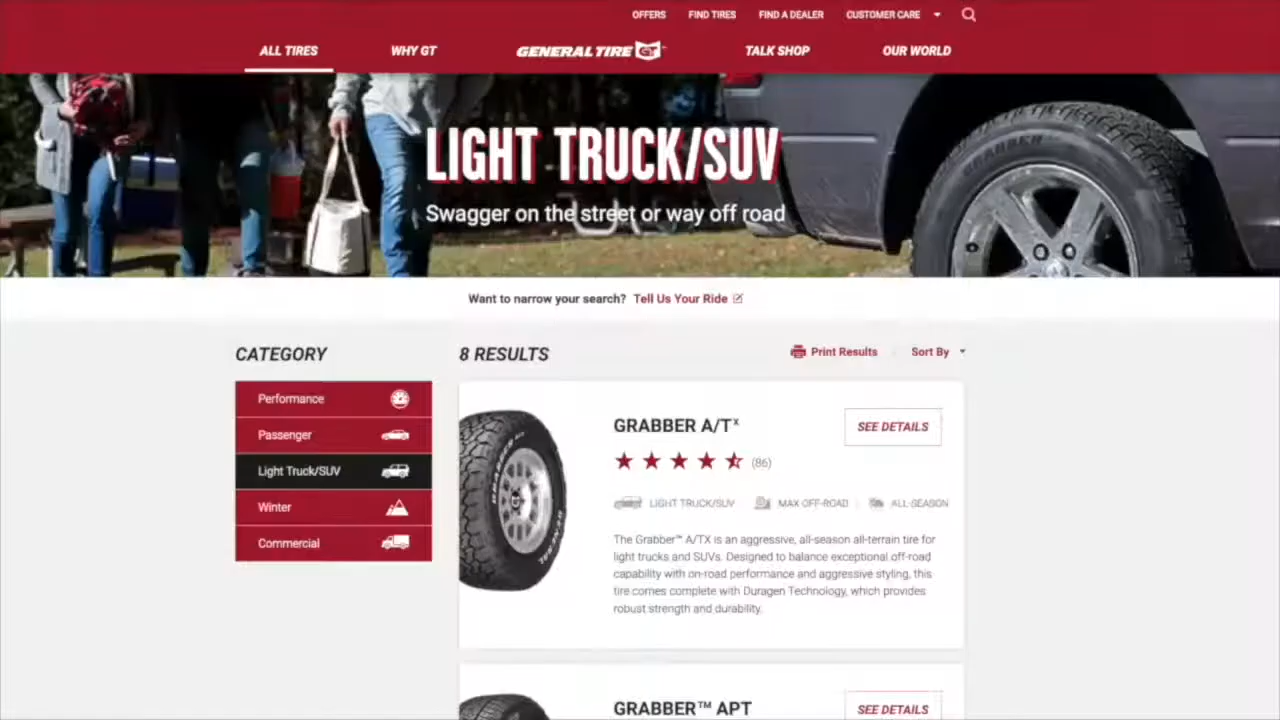 OFFERS FIND TIRES FIND A DEALER CUSTOMER CARE
ALL TIRES WHY GT GENERAL TIRE GT TALK SHOP OUR WORLD
LIGHT TRUCK/SUV
Swagger on the street or way off road
GRABBER
Want to narrow your search? Tell Us Your Ride
CATEGORY
Performance
Passenger
Light Truck/SUV
Winter
Commercial
8 RESULTS
Print Results
Sort By
GRABBER A/Tˣ
SEE DETAILS
(86)
LIGHT TRUCK/SUV MAX OFF-ROAD ALL-SEASON
The Grabber™ A/TX is an aggressive, all-season all-terrain tire for
light trucks and SUVs. Designed to balance exceptional off-road
capability with on-road performance and aggressive styling, this
tire comes complete with Duragen Technology, which provides
robust strength and durability.
GRABBER™ APT
SEE DETAILS